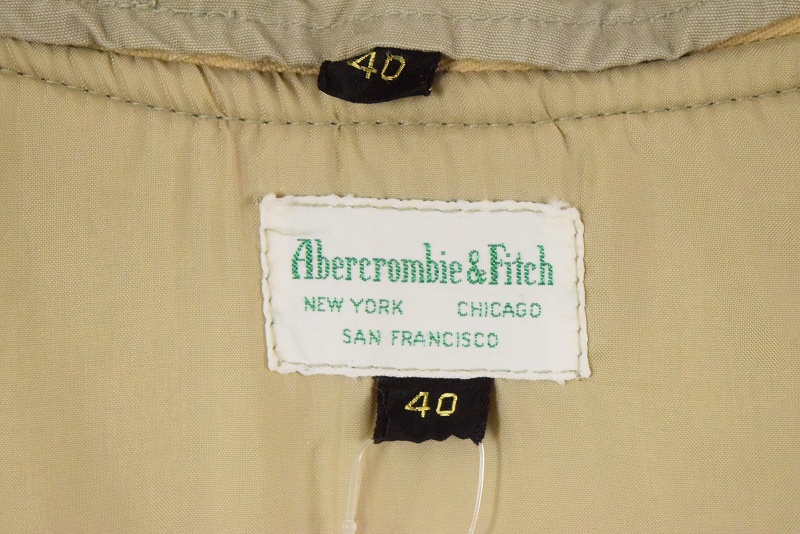 40
Abercrombie & Fitch
NEW YORK CHICAGO
SAN FRANCISCO
40